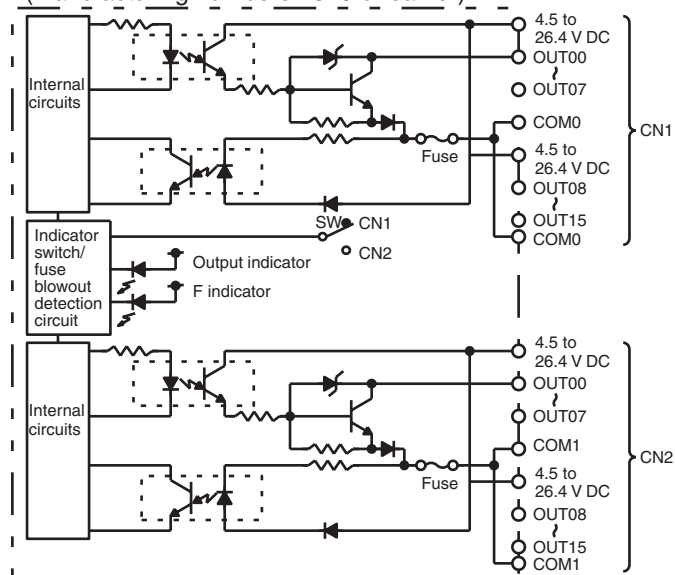 (Manufacturing
4.5 to
26.4 V DC
OUT00
OUT07
COM0
4.5 to
26.4 V DC
OUT08
OUT15
COM0
CN1
Internal
circuits
Fuse
SW
CN1
CN2
Indicator
switch/
fuse
blowout
detection
circuit
Output indicator
F indicator
4.5 to
26.4 V DC
OUT00
OUT07
COM1
4.5 to
26.4 V DC
OUT08
OUT15
COM1
CN2
Internal
circuits
Fuse